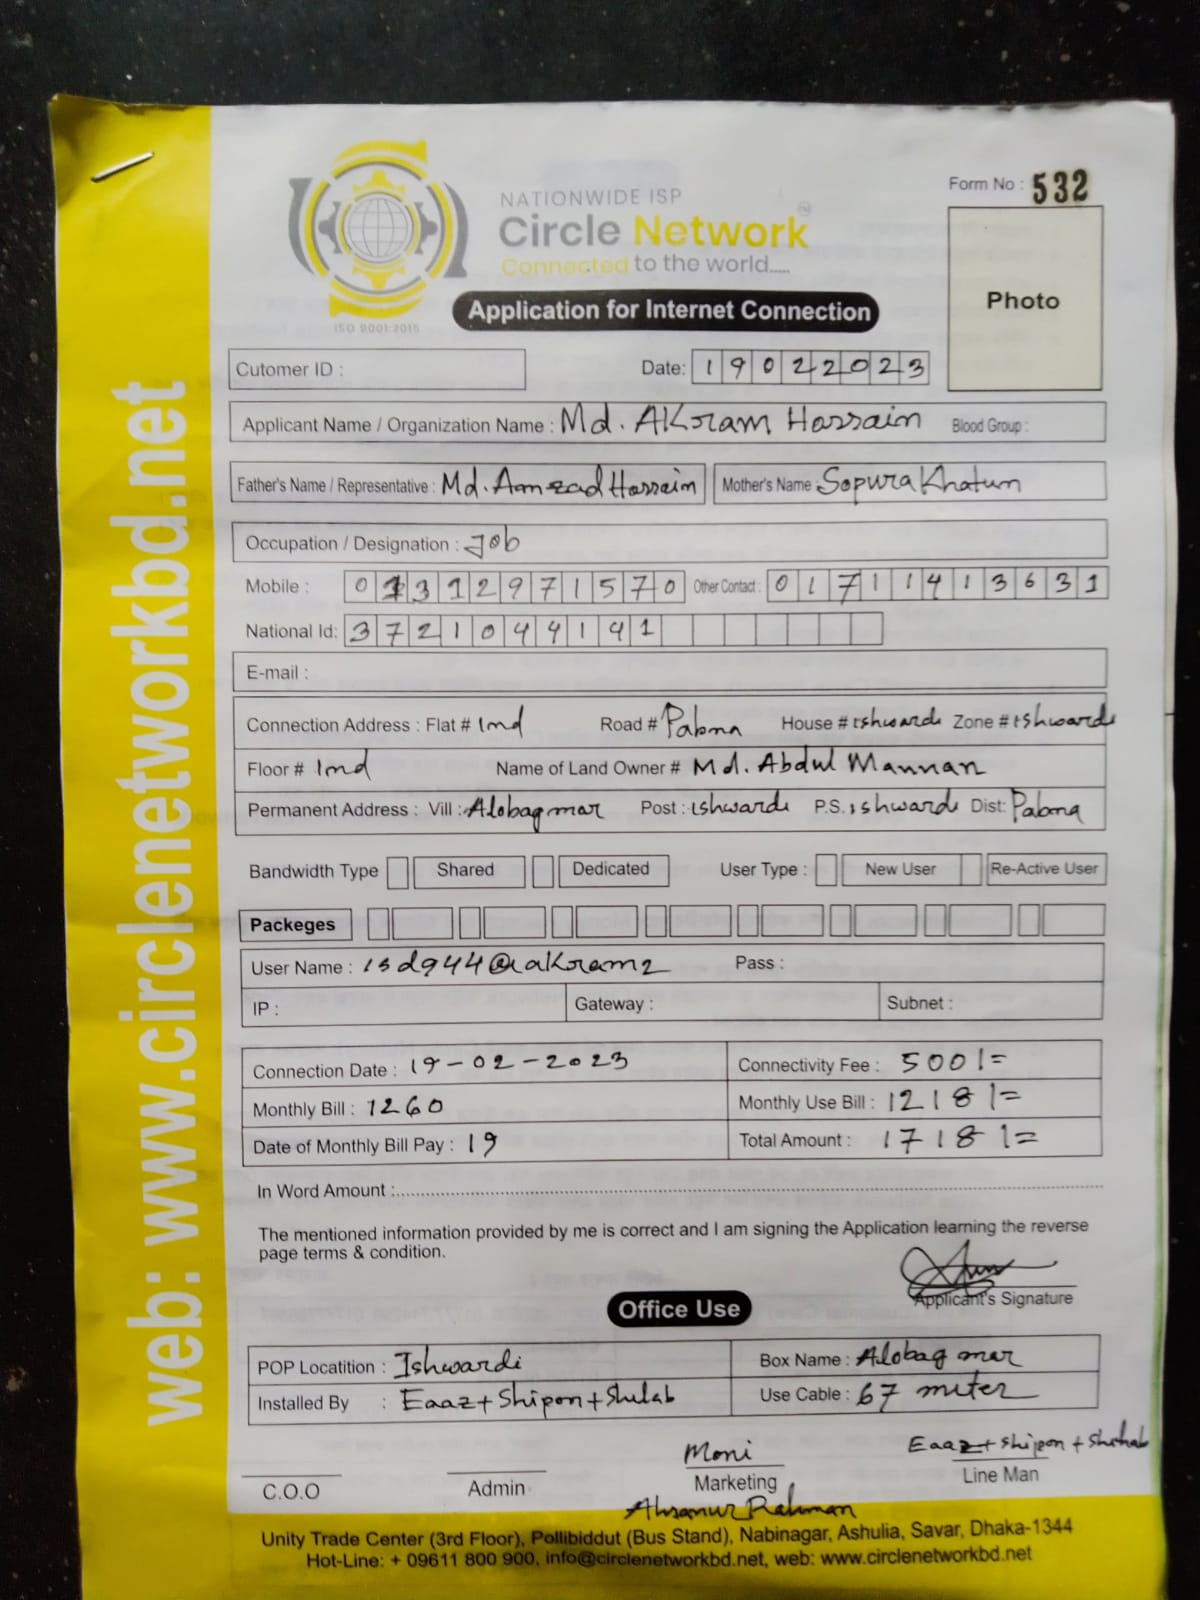 web: www.circlenetworkbd.net
NATIONWIDE ISP
Circle Network
Connected to the world.....
ISO 9001:2015
Form No : 532
Photo
Application for Internet Connection
Cutomer ID :
Date: 19022023
Applicant Name / Organization Name : Md. Akram Hossain Blood Group :
Father's Name / Representative : Md. Amzad Hossain Mother's Name : Sopura Khatun
Occupation / Designation : Job
Mobile : 01312971570 Other Contact : 01711413631
National Id: 3721044141
E-mail :
Connection Address : Flat # 1nd Road # Pabna House # ishwardi Zone # ishwardi
Floor # 1nd Name of Land Owner # Md. Abdul Mannan
Permanent Address : Vill : Alobag mor Post : ishwardi P.S. ishwardi Dist: Pabna
Bandwidth Type Shared Dedicated User Type : New User Re-Active User
Packeges
User Name : isd944@akram2 Pass :
IP : Gateway : Subnet :
Connection Date : 19-02-2023 Connectivity Fee : 500/=
Monthly Bill : 1260 Monthly Use Bill : 1218/=
Date of Monthly Bill Pay : 19 Total Amount : 1718/=
In Word Amount :
The mentioned information provided by me is correct and I am signing the Application learning the reverse
page terms & condition.
Applicant's Signature
Office Use
POP Locatition : Ishwardi Box Name : Alobag mor
Installed By : Eaaz+Shipon+Shihab Use Cable : 67 miter
Moni Eaaz+Shipon+Shihab
C.O.O Admin Marketing Line Man
Ahsanur Rahman
Unity Trade Center (3rd Floor), Pollibiddut (Bus Stand), Nabinagar, Ashulia, Savar, Dhaka-1344
Hot-Line: + 09611 800 900, info@circlenetworkbd.net, web: www.circlenetworkbd.net